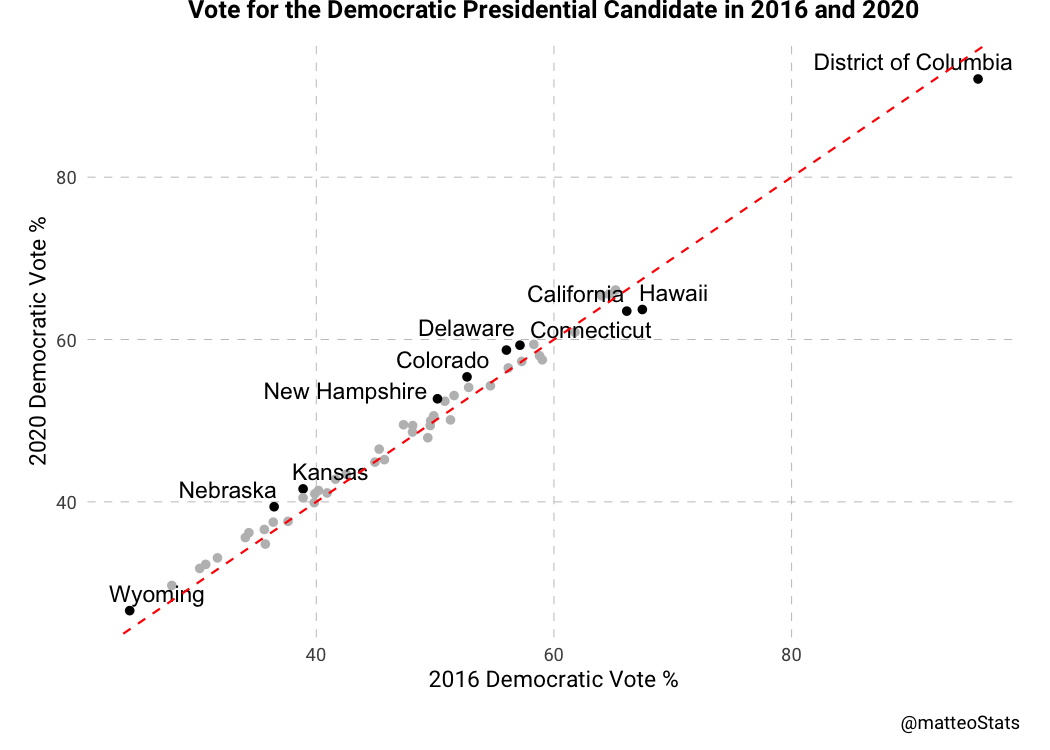 Vote for the Democratic Presidential Candidate in 2016 and 2020
District of Columbia
80
California
Hawaii
Delaware
Connecticut
60
Colorado
New Hampshire
Kansas
Nebraska
40
Wyoming
2020 Democratic Vote %
40
60
80
2016 Democratic Vote %
@matteoStats